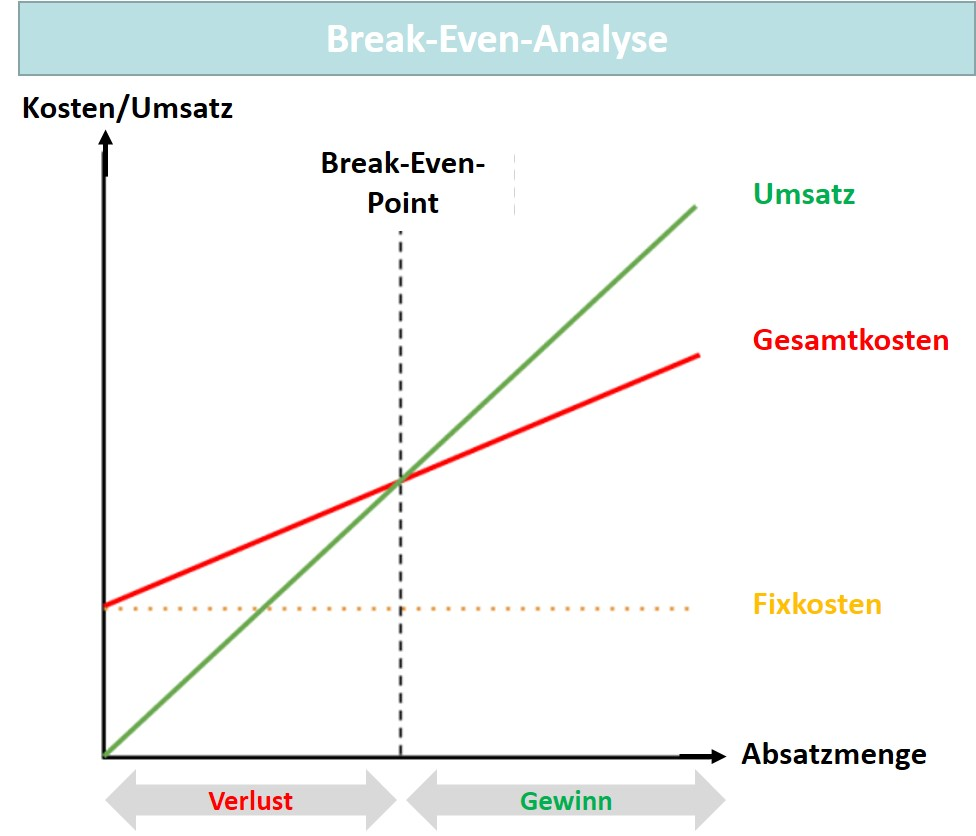 Break-Even-Analyse
Kosten/Umsatz
Break-Even-
Point
Umsatz
Gesamtkosten
Fixkosten
Absatzmenge
Verlust
Gewinn